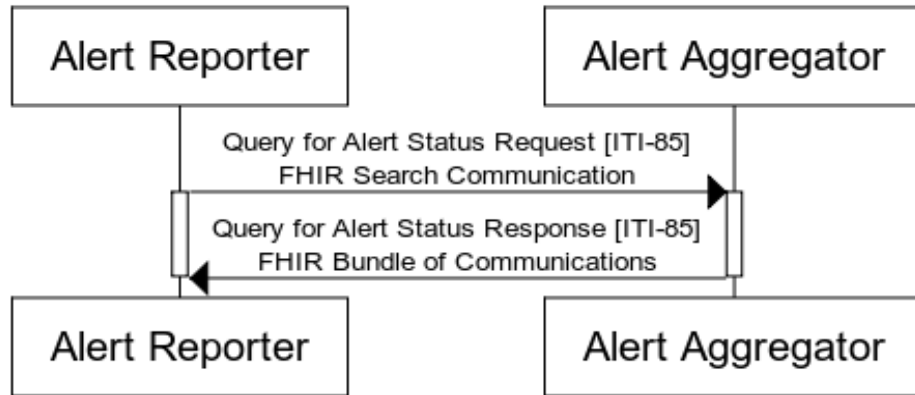 Alert Reporter
Alert Aggregator
Query for Alert Status Request [ITI-85]
FHIR Search Communication
Query for Alert Status Response [ITI-85]
FHIR Bundle of Communications
Alert Reporter
Alert Aggregator